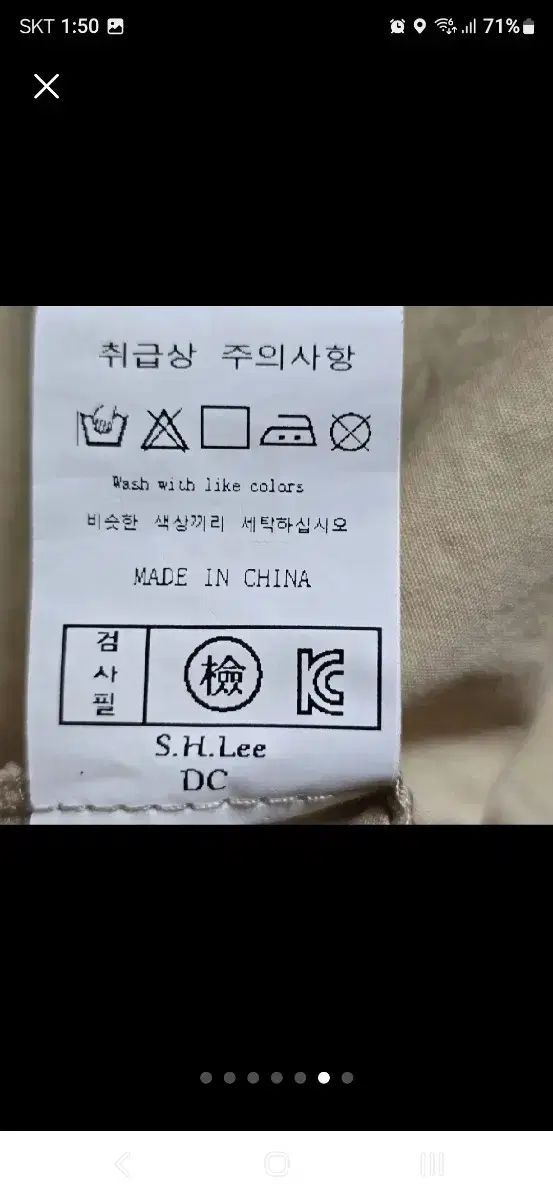 SKT 1:50
71%
취급상 주의사항
Wash with like colors
비슷한 색상끼리 세탁하십시오
MADE IN CHINA
검
사
필
檢
KC
S.H.Lee
DC